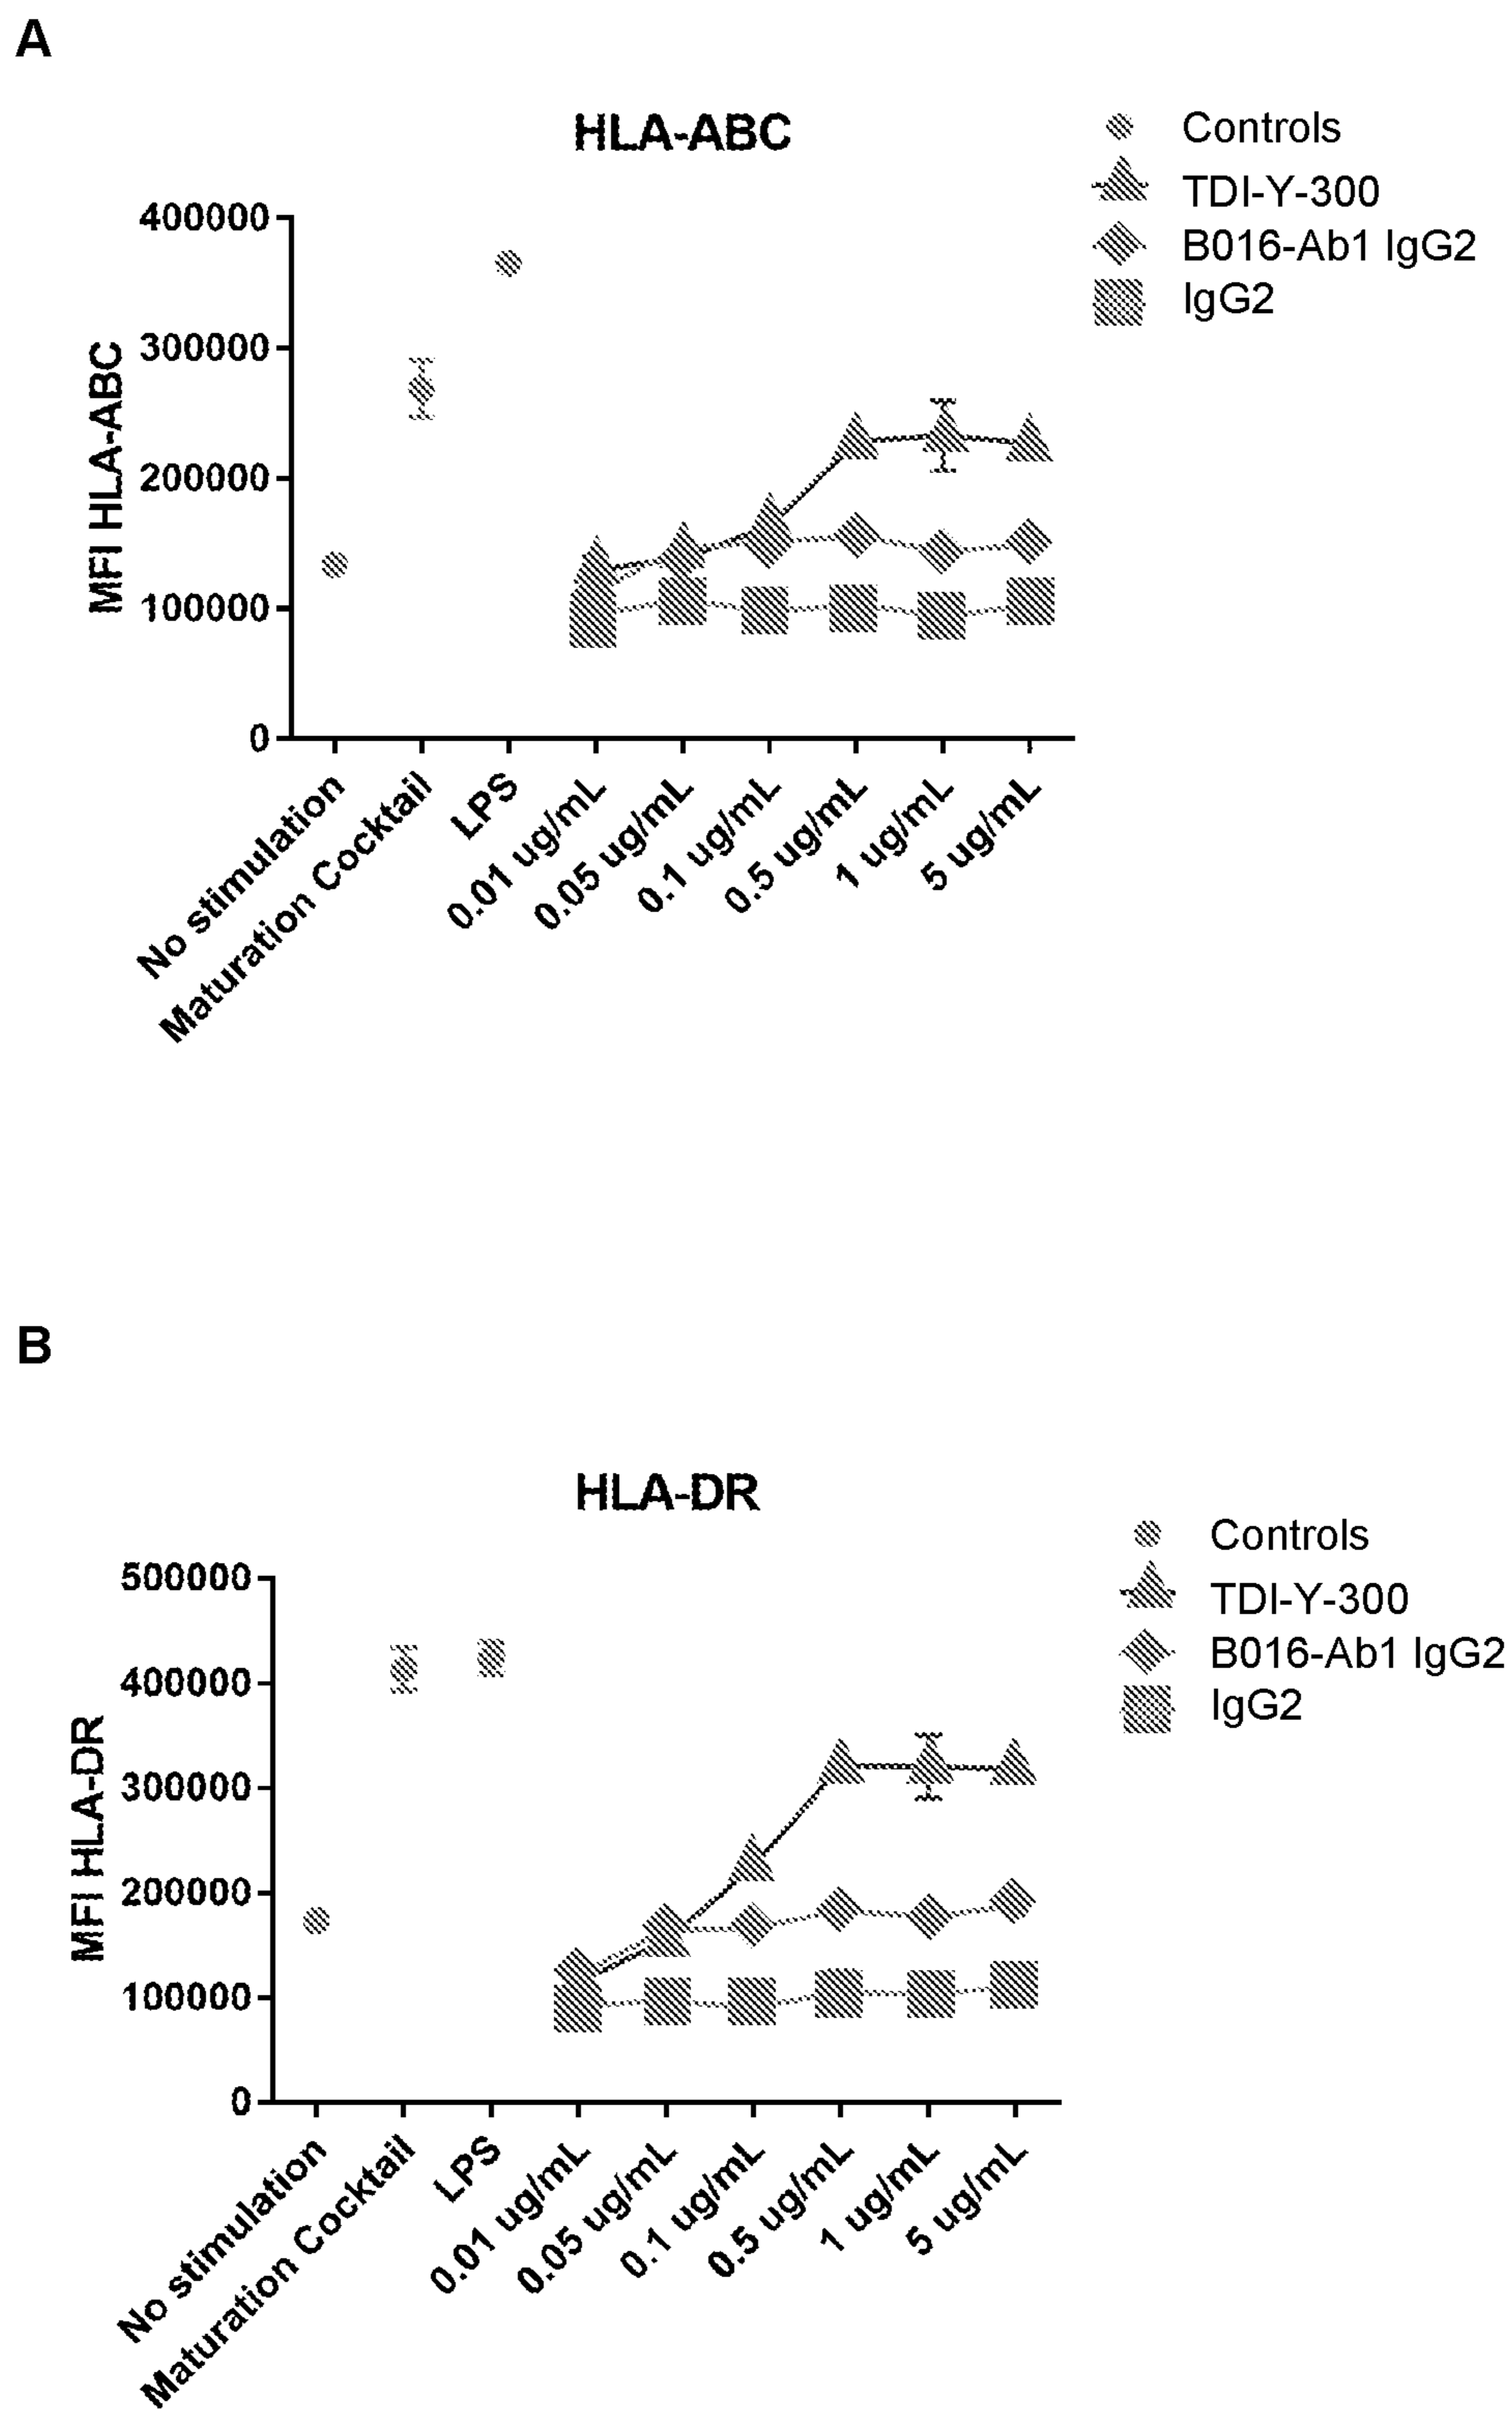 A
HLA-ABC
Controls
TDI-Y-300
B016-Ab1 IgG2
IgG2
MFI HLA-ABC
400000
300000
200000
100000
0
No stimulation
Maturation Cocktail
LPS
0.01 ug/mL
0.05 ug/mL
0.1 ug/mL
0.5 ug/mL
1 ug/mL
5 ug/mL
B
HLA-DR
Controls
TDI-Y-300
B016-Ab1 IgG2
IgG2
MFI HLA-DR
500000
400000
300000
200000
100000
0
No stimulation
Maturation Cocktail
LPS
0.01 ug/mL
0.05 ug/mL
0.1 ug/mL
0.5 ug/mL
1 ug/mL
5 ug/mL